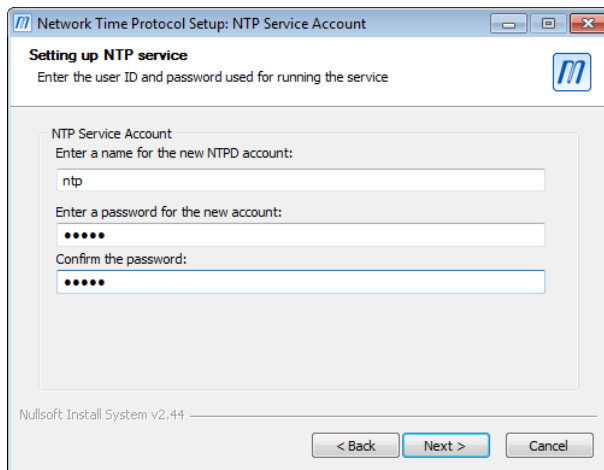 Network Time Protocol Setup: NTP Service Account
Setting up NTP service
Enter the user ID and password used for running the service
NTP Service Account
Enter a name for the new NTPD account:
ntp
Enter a password for the new account:
●●●●●
Confirm the password:
●●●●●
Nullsoft Install System v2.44
< Back
Next >
Cancel